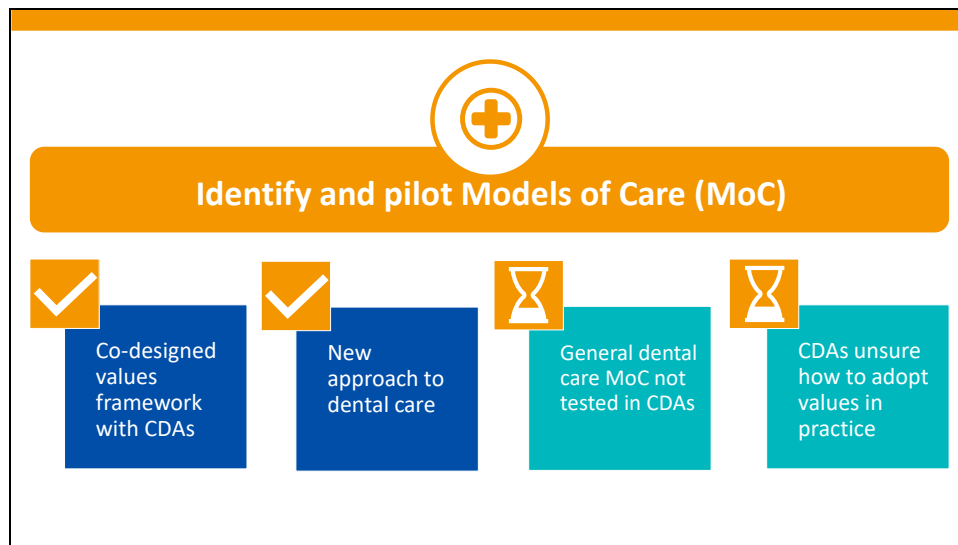 Identify and pilot Models of Care (MoC)
Co-designed
values
framework
with CDAs
New
approach to
dental care
General dental
care MoC not
tested in CDAs
CDAs unsure
how to adopt
values in
practice